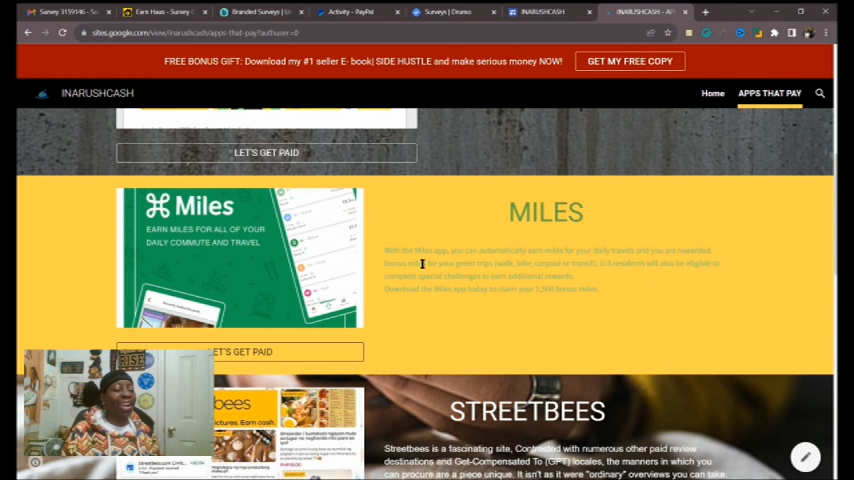 Survey 3159146 - Sam
Earn Haus - Survey C
Branded Surveys | U
Activity - PayPal
Surveys | Drumo
INARUSHCASH
INARUSHCASH - AP
sites.google.com/view/inarushcash/apps-that-pay?authuser=0
FREE BONUS GIFT: Download my #1 seller E- book| SIDE HUSTLE and make serious money NOW!
GET MY FREE COPY
INARUSHCASH
Home
APPS THAT PAY
LET'S GET PAID
Miles
EARN MILES FOR ALL OF YOUR
DAILY COMMUTE AND TRAVEL
MILES
With the Miles app, you can automatically earn miles for your daily travels and you are rewarded
bonus miles for your green trips (walk, bike, carpool or transit). U.S residents will also be eligible to
complete special challenges to earn additional rewards.
Download the Miles app today to claim your 1,500 bonus miles.
LET'S GET PAID
RISE
bees
ictures. Earn cash.
STREETBEES
Streetbees is a fascinating site, Contrasted with numerous other paid review
destinations and Get-Compensated To (GPT) locales, the manners in which you
can procure are a piece unique. It isn't as it were "ordinary" overviews you can take.
Streetbees.com Limit...